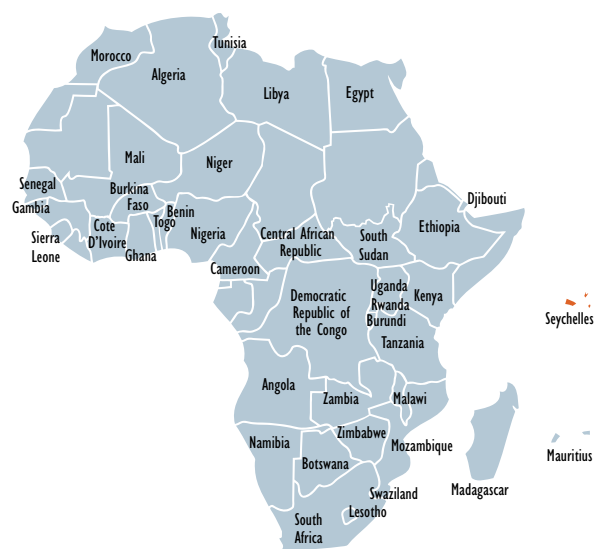 Tunisia
Morocco
Algeria
Libya
Egypt
Mali
Niger
Senegal
Burkina
Faso
Gambia
Benin
Togo
Djibouti
Cote
D'Ivoire
Sierra
Leone
Ghana
Nigeria
Central African
Republic
South
Sudan
Ethiopia
Cameroon
Uganda
Rwanda
Burundi
Kenya
Democratic
Republic of
the Congo
Seychelles
Tanzania
Angola
Zambia
Malawi
Zimbabwe
Namibia
Mozambique
Botswana
Mauritius
Swaziland
Madagascar
Lesotho
South
Africa